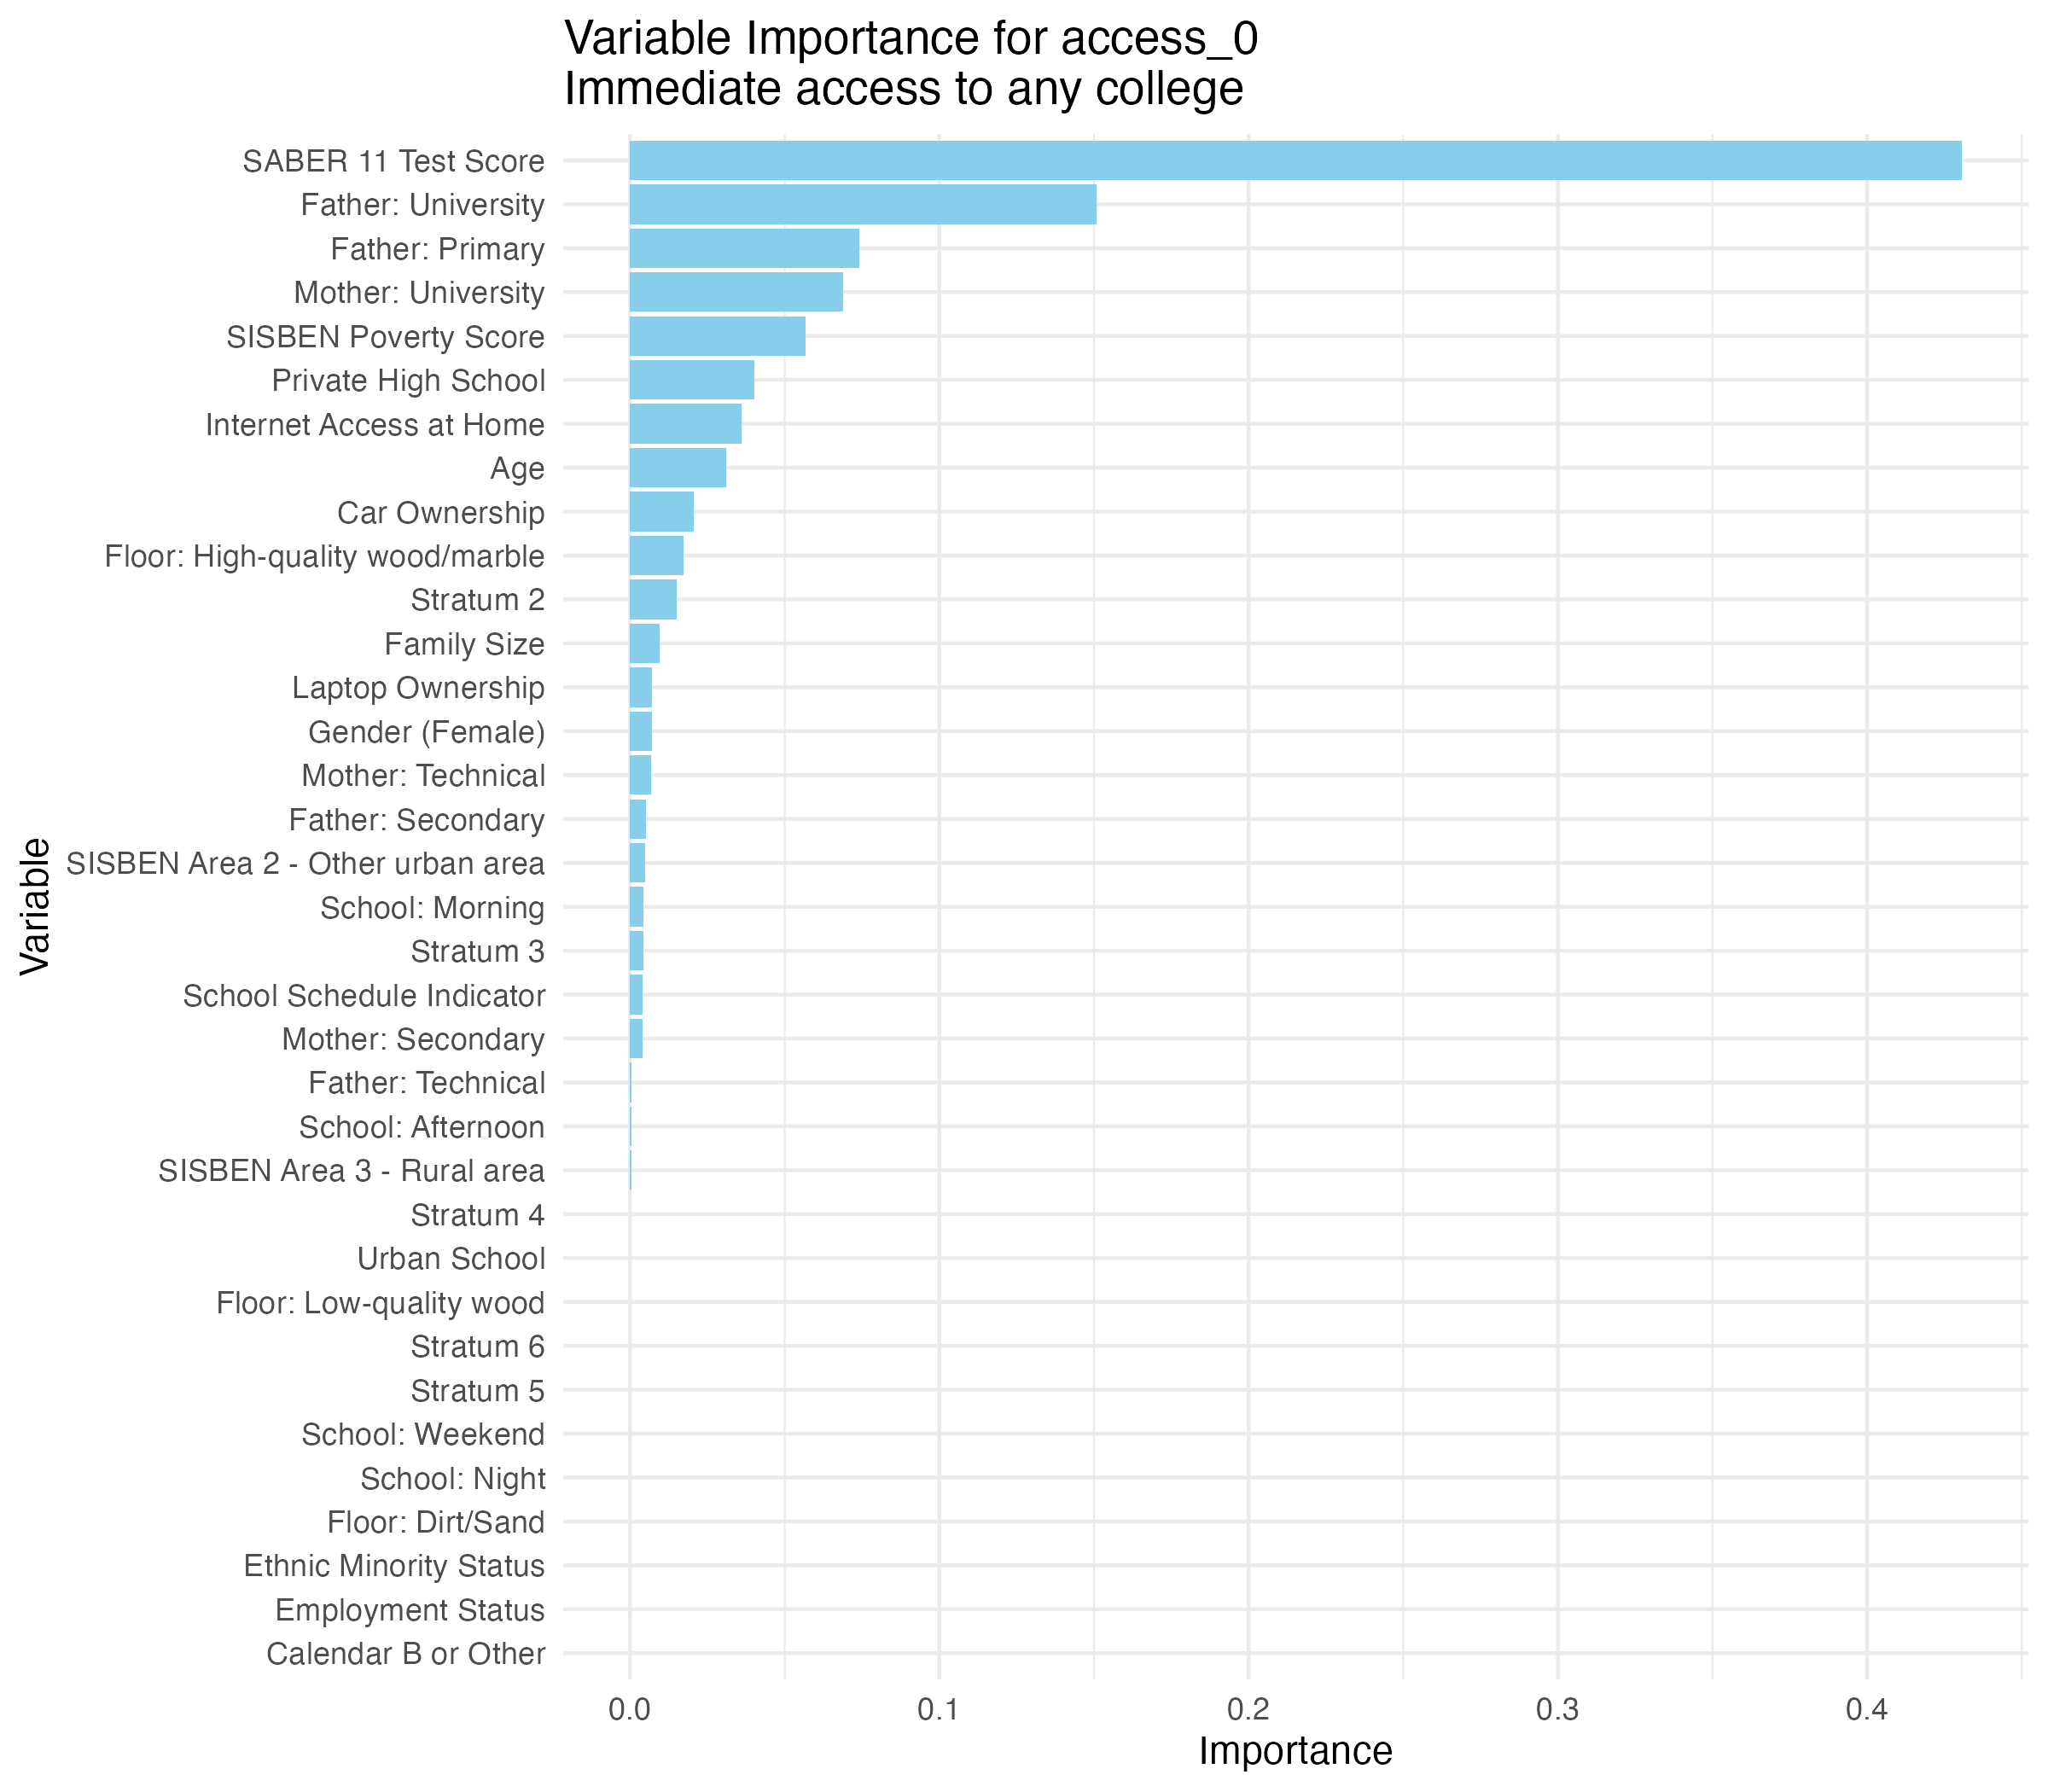 Variable Importance for access_0
Immediate access to any college
SABER 11 Test Score
Father: University
Father: Primary
Mother: University
SISBEN Poverty Score
Private High School
Internet Access at Home
Age
Car Ownership
Floor: High-quality wood/marble
Stratum 2
Family Size
Laptop Ownership
Gender (Female)
Mother: Technical
Father: Secondary
SISBEN Area 2 - Other urban area
School: Morning
Stratum 3
School Schedule Indicator
Mother: Secondary
Father: Technical
School: Afternoon
SISBEN Area 3 - Rural area
Stratum 4
Urban School
Floor: Low-quality wood
Stratum 6
Stratum 5
School: Weekend
School: Night
Floor: Dirt/Sand
Ethnic Minority Status
Employment Status
Calendar B or Other
Variable
0.0 0.1 0.2 0.3 0.4
Importance